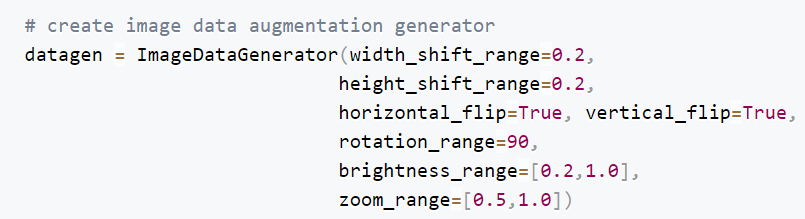 # create image data augmentation generator
datagen = ImageDataGenerator(width_shift_range=0.2,
                             height_shift_range=0.2,
                             horizontal_flip=True, vertical_flip=True,
                             rotation_range=90,
                             brightness_range=[0.2,1.0],
                             zoom_range=[0.5,1.0])